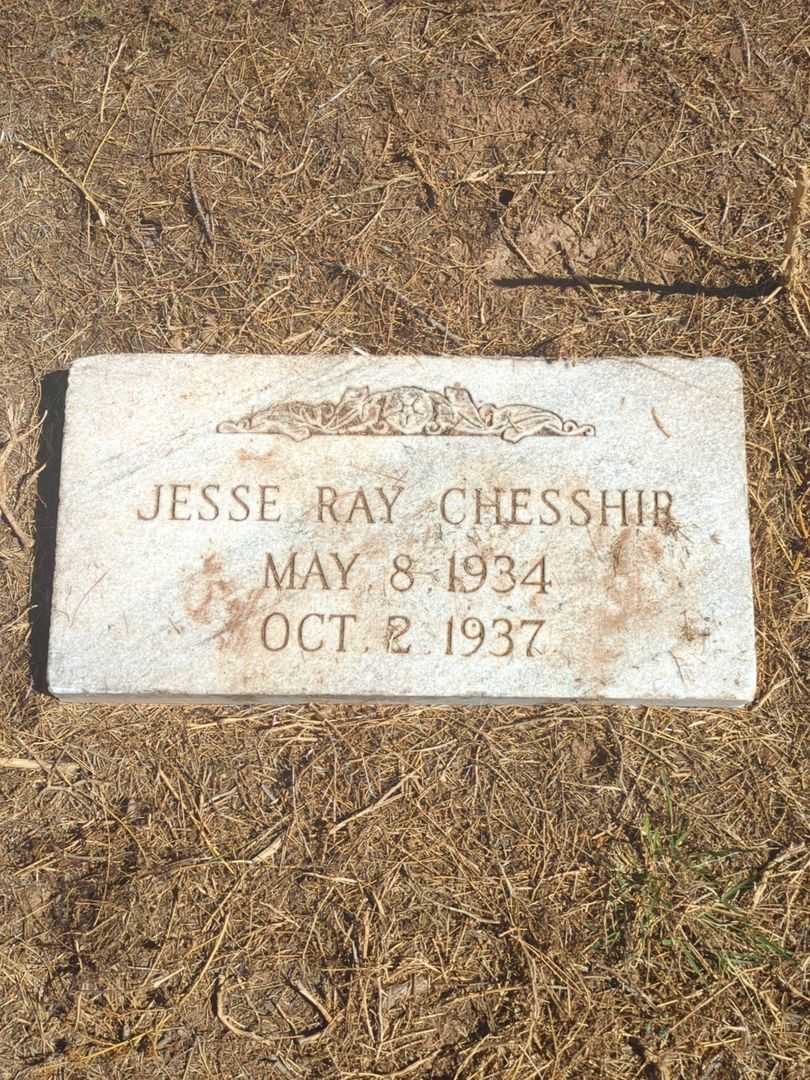 JESSE RAY CHESSHIR
MAY. 8. 1934
OCT. 2. 1937.